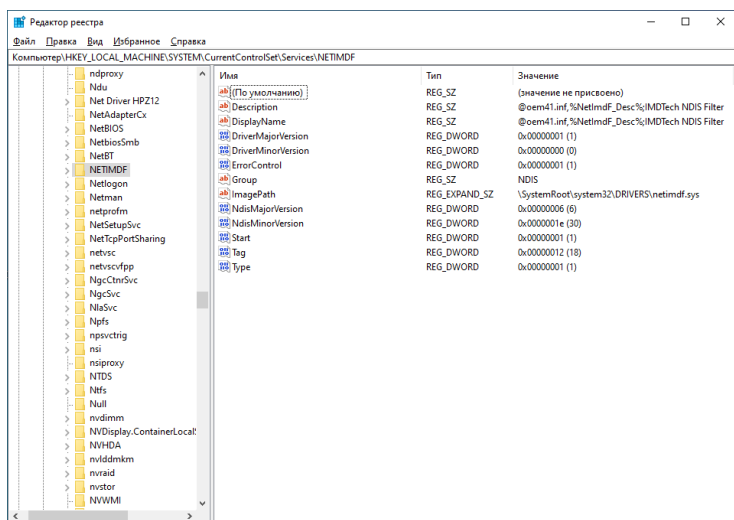 Редактор реестра
Файл Правка Вид Избранное Справка
Компьютер\HKEY_LOCAL_MACHINE\SYSTEM\CurrentControlSet\Services\NETIMDF
ndproxy
Ndu
Net Driver HPZ12
NetAdapterCx
NetBIOS
NetbiosSmb
NetBT
NETIMDF
Netlogon
Netman
netprofm
NetSetupSvc
NetTcpPortSharing
netvsc
netvscvfpp
NgcCtnrSvc
NgcSvc
NlaSvc
Npfs
npsvctrig
nsi
nsiproxy
NTDS
Ntfs
Null
nvdimm
NVDisplay.ContainerLocalS
NVHDA
nvlddmkm
nvraid
nvstor
NVWMI
Имя Тип Значение
(По умолчанию) REG_SZ (значение не присвоено)
Description REG_SZ @oem41.inf,%NetImdF_Desc%;IMDTech NDIS Filter
DisplayName REG_SZ @oem41.inf,%NetImdF_Desc%;IMDTech NDIS Filter
DriverMajorVersion REG_DWORD 0x00000001 (1)
DriverMinorVersion REG_DWORD 0x00000000 (0)
ErrorControl REG_DWORD 0x00000001 (1)
Group REG_SZ NDIS
ImagePath REG_EXPAND_SZ \SystemRoot\system32\DRIVERS\netimdf.sys
NdisMajorVersion REG_DWORD 0x00000006 (6)
NdisMinorVersion REG_DWORD 0x0000001e (30)
Start REG_DWORD 0x00000001 (1)
Tag REG_DWORD 0x00000012 (18)
Type REG_DWORD 0x00000001 (1)